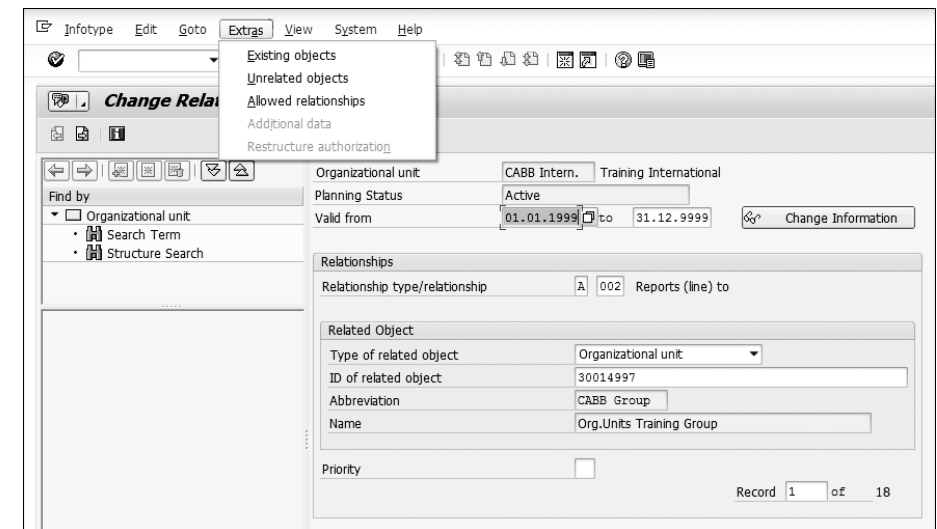 Infotype Edit Goto Extras View System Help
Existing objects
Unrelated objects
Allowed relationships
Additional data
Restructure authorization
Change Rela
Find by
Organizational unit
Search Term
Structure Search
Organizational unit CABB Intern. Training International
Planning Status Active
Valid from 01.01.1999 to 31.12.9999 Change Information
Relationships
Relationship type/relationship A 002 Reports (line) to
Related Object
Type of related object Organizational unit
ID of related object 30014997
Abbreviation CABB Group
Name Org.Units Training Group
Priority
Record 1 of 18